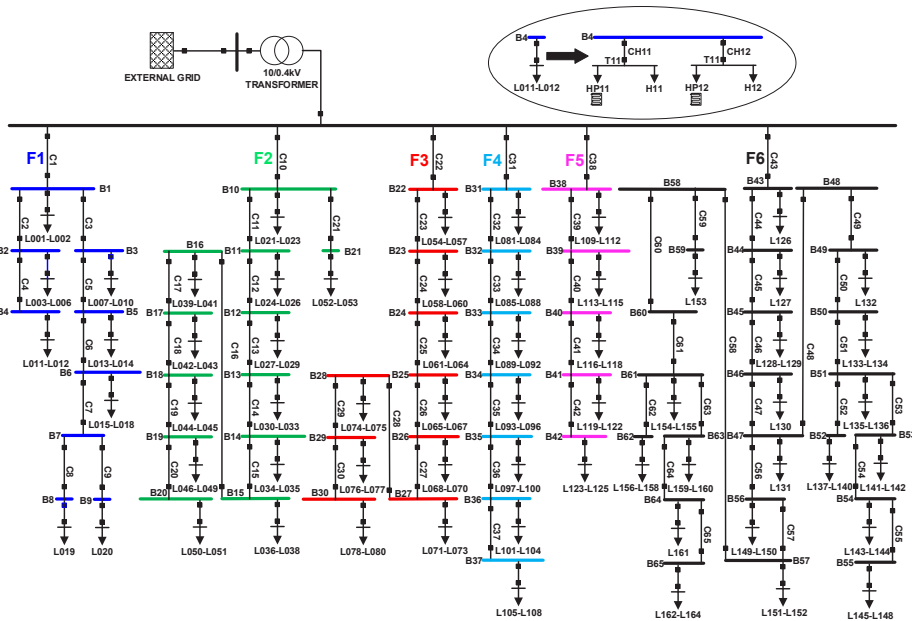 B4
B4
CH11
CH12
T11
T11
L011-L012
HP11
H11
HP12
H12
EXTERNAL GRID
10/0.4kV
TRANSFORMER
F1
C1
F2
C10
F3
C22
F4
C31
F5
C38
F6
C43
B1
C2
C3
L001-L002
B2
B3
C4
C5
L003-L006
L007-L010
B4
B5
C6
L011-L012
L013-L014
B6
C7
L015-L018
B7
C8
C9
B8
B9
L019
L020
B10
C11
C21
L021-L023
B11
B21
C12
L024-L026
L052-L053
B12
C13
L027-L029
B13
C14
L030-L033
B14
C15
L034-L035
B15
L036-L038
B16
C17
C16
L039-L041
B17
C18
L042-L043
B18
C19
L044-L045
B19
C20
L046-L049
B20
L050-L051
B22
C23
L054-L057
B23
C24
L058-L060
B24
C25
L061-L064
B25
C26
L065-L067
B26
C27
L068-L070
B27
L071-L073
B28
C29
C28
L074-L075
B29
C30
L076-L077
B30
L078-L080
B31
C32
L081-L084
B32
C33
L085-L088
B33
C34
L089-L092
B34
C35
L093-L096
B35
C36
L097-L100
B36
C37
L101-L104
B37
L105-L108
B38
C39
L109-L112
B39
C40
L113-L115
B40
C41
L116-L118
B41
C42
L119-L122
B42
L123-L125
B43
C44
L126
B44
C45
L127
B45
C46
L128-L129
B46
C47
L130
B47
C56
L131
B56
C57
L149-L150
B57
L151-L152
B48
C48
C49
B49
C50
L132
B50
C51
L133-L134
B51
C52
C53
L135-L136
B52
B53
C54
L137-L140
L141-L142
B54
C55
L143-L144
B55
L145-L148
B58
C60
C59
C58
B59
L153
B60
C61
B61
C62
C63
L154-L155
B62
B63
C64
L156-L158
L159-L160
B64
C65
L161
B65
L162-L164